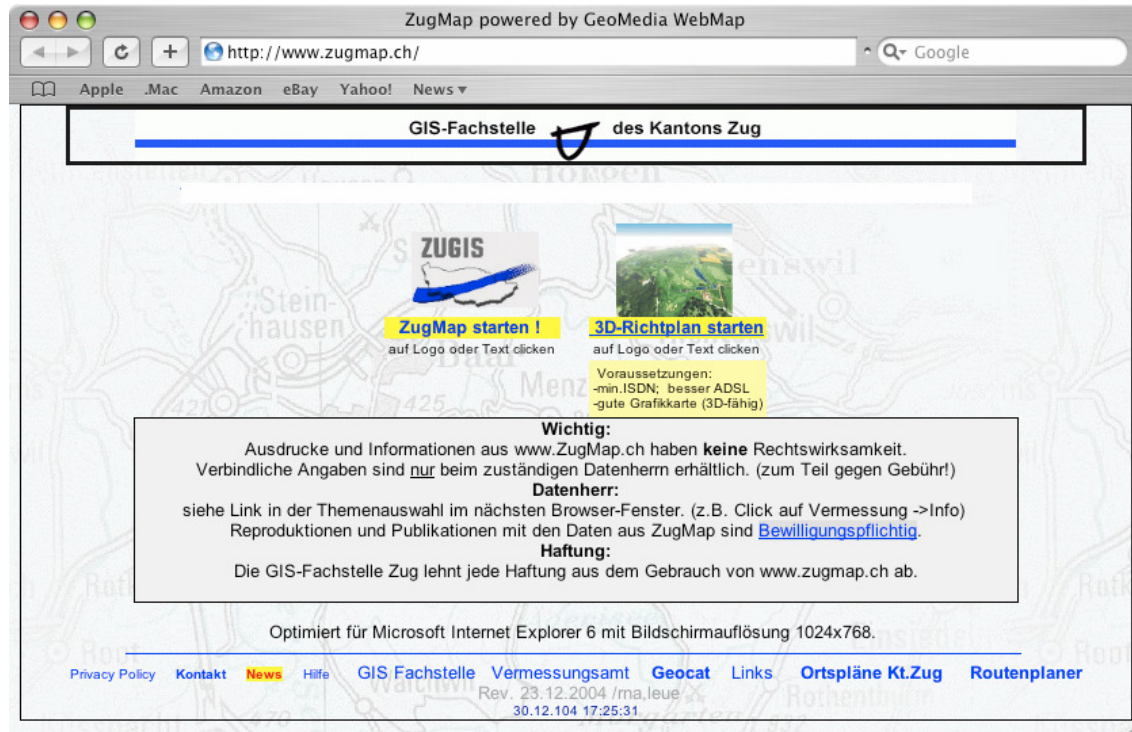 ZugMap powered by GeoMedia WebMap
http://www.zugmap.ch/
Google
Apple .Mac Amazon eBay Yahoo! News
GIS-Fachstelle des Kantons Zug
ZUGIS
ZugMap starten ! 3D-Richtplan starten
auf Logo oder Text clicken auf Logo oder Text clicken
Voraussetzungen:
-min.ISDN; besser ADSL
-gute Grafikkarte (3D-fähig)
Wichtig:
Ausdrucke und Informationen aus www.ZugMap.ch haben keine Rechtswirksamkeit.
Verbindliche Angaben sind nur beim zuständigen Datenherrn erhältlich. (zum Teil gegen Gebühr!)
Datenherr:
siehe Link in der Themenauswahl im nächsten Browser-Fenster. (z.B. Click auf Vermessung ->Info)
Reproduktionen und Publikationen mit den Daten aus ZugMap sind Bewilligungspflichtig.
Haftung:
Die GIS-Fachstelle Zug lehnt jede Haftung aus dem Gebrauch von www.zugmap.ch ab.
Optimiert für Microsoft Internet Explorer 6 mit Bildschirmauflösung 1024x768.
Privacy Policy Kontakt News Hilfe GIS Fachstelle Vermessungsamt Geocat Links Ortspläne Kt.Zug Routenplaner
Rev. 23.12.2004 /rna,leue
30.12.104 17:25:31